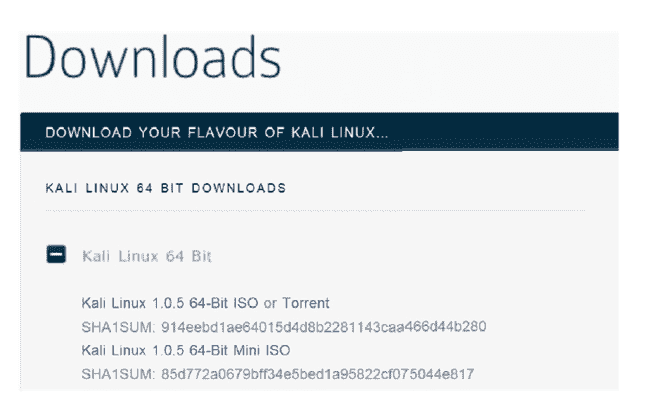 Downloads
DOWNLOAD YOUR FLAVOUR OF KALI LINUX...
KALI LINUX 64 BIT DOWNLOADS
Kali Linux 64 Bit
Kali Linux 1.0.5 64-Bit ISO or Torrent
SHA1SUM: 914eebd1ae64015d4d8b2281143caa466d44b280
Kali Linux 1.0.5 64-Bit Mini ISO
SHA1SUM: 85d772a0679bff34e5bed1a95822cf075044e817